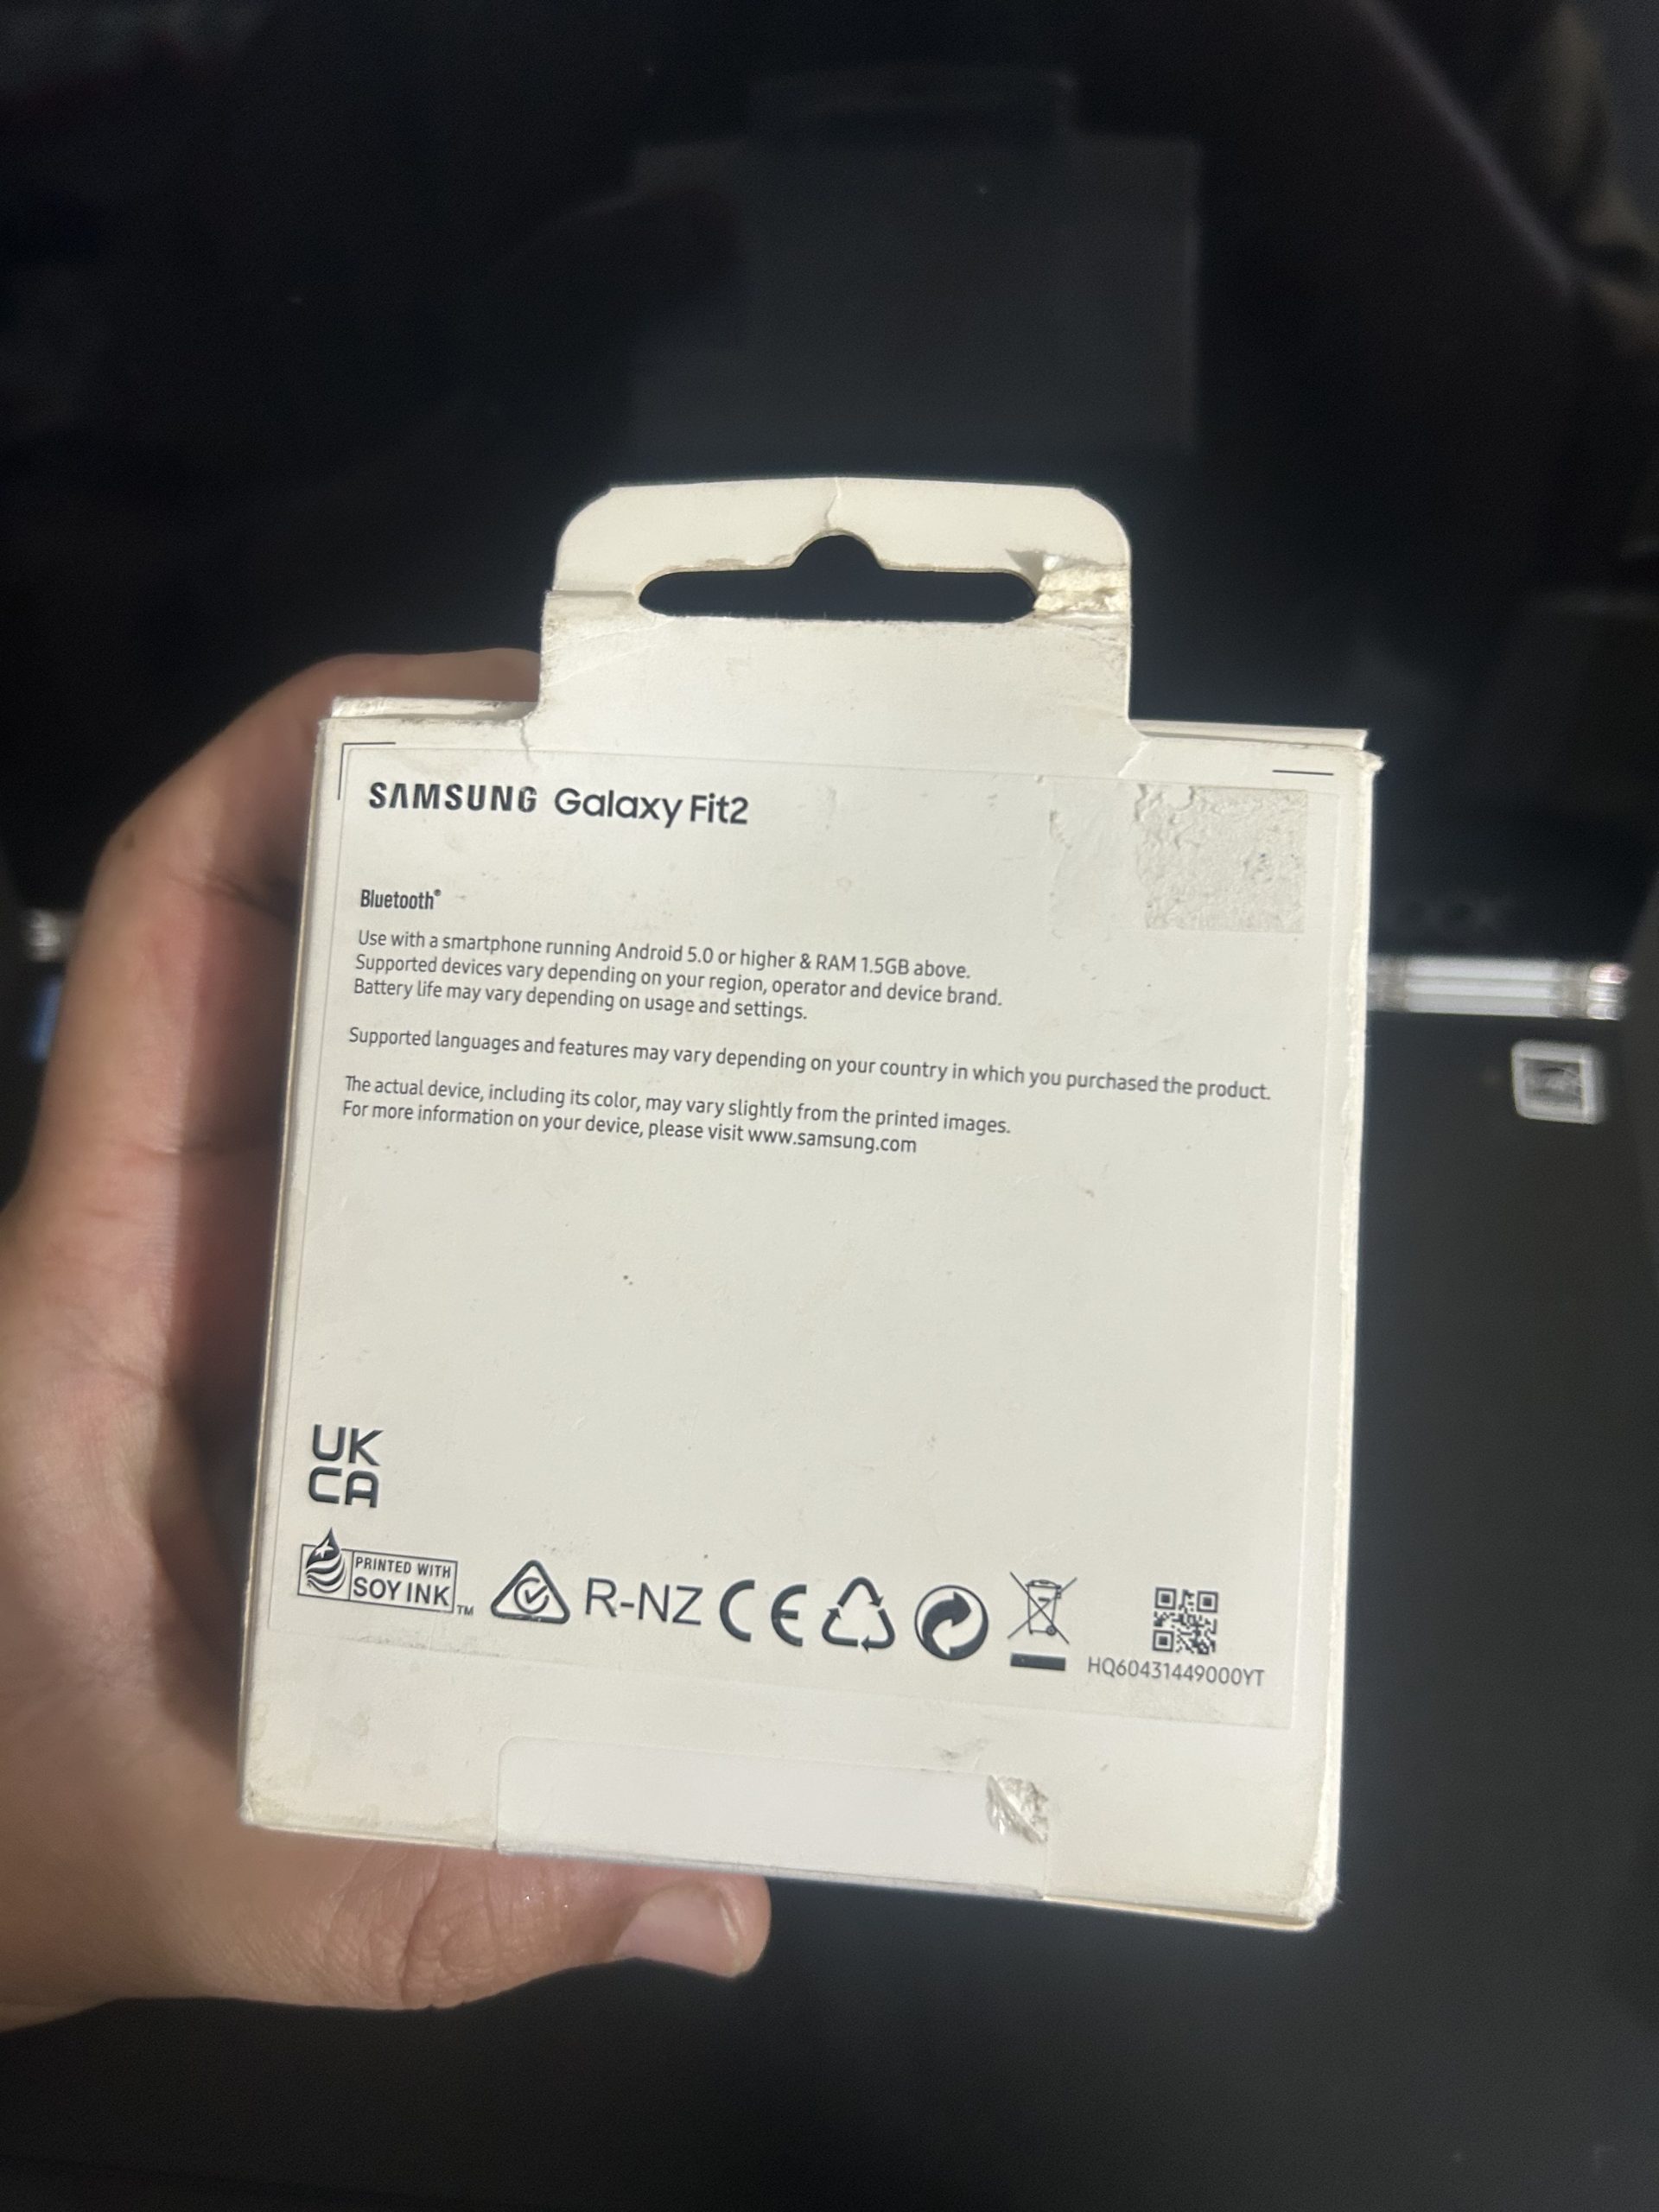 SAMSUNG Galaxy Fit2
Bluetooth®
Use with a smartphone running Android 5.0 or higher & RAM 1.5GB above.
Supported devices vary depending on your region, operator and device brand.
Battery life may vary depending on usage and settings.
Supported languages and features may vary depending on your country in which you purchased the product.
The actual device, including its color, may vary slightly from the printed images.
For more information on your device, please visit www.samsung.com
UK
CA
PRINTED WITH
SOY INK™
R-NZ CE
HQ60431449000YT